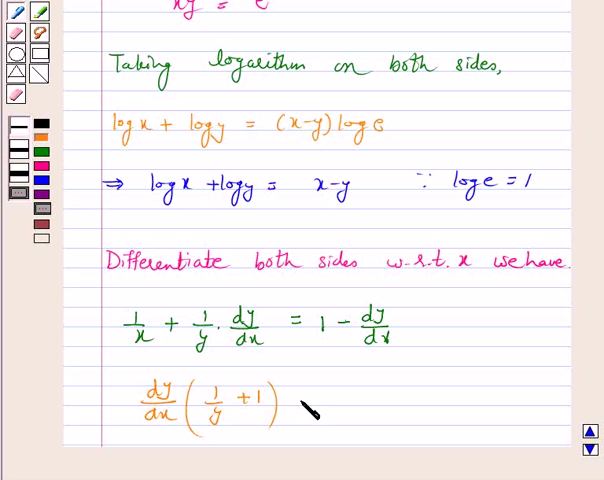 xy = e
Taking logarithm on both sides,
log x + log y = (x-y) log e
⇒ log x + log y = x-y ∵ log e = 1
Differentiate both sides w.r.t. x we have.
1/x + 1/y . dy/dx = 1 - dy/dx
dy/dx ( 1/y + 1 )